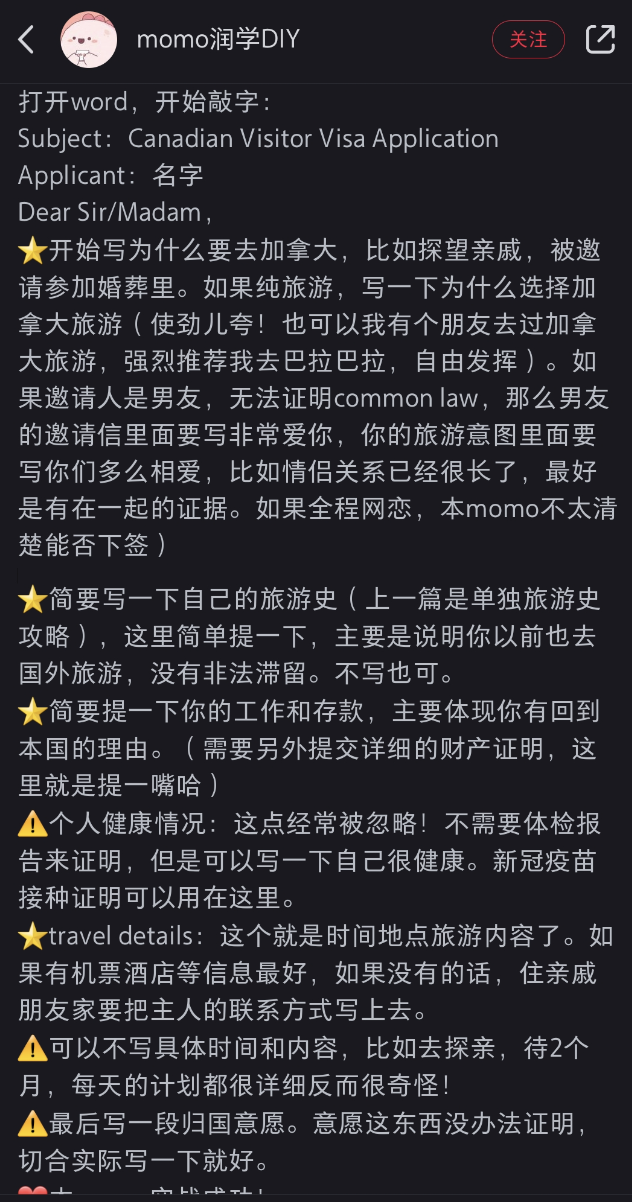 momo润学DIY
关注
打开word，开始敲字：
Subject：Canadian Visitor Visa Application
Applicant：名字
Dear Sir/Madam，
⭐开始写为什么要去加拿大，比如探望亲戚，被邀
请参加婚葬里。如果纯旅游，写一下为什么选择加
拿大旅游（使劲儿夸！也可以我有个朋友去过加拿
大旅游，强烈推荐我去巴拉巴拉，自由发挥）。如
果邀请人是男友，无法证明common law，那么男友
的邀请信里面要写非常爱你，你的旅游意图里面要
写你们多么相爱，比如情侣关系已经很长了，最好
是有在一起的证据。如果全程网恋，本momo不太清
楚能否下签）
⭐简要写一下自己的旅游史（上一篇是单独旅游史
攻略），这里简单提一下，主要是说明你以前也去
国外旅游，没有非法滞留。不写也可。
⭐简要提一下你的工作和存款，主要体现你有回到
本国的理由。（需要另外提交详细的财产证明，这
里就是提一嘴哈）
⚠️个人健康情况：这点经常被忽略！不需要体检报
告来证明，但是可以写一下自己很健康。新冠疫苗
接种证明可以用在这里。
⭐travel details：这个就是时间地点旅游内容了。如
果有机票酒店等信息最好，如果没有的话，住亲戚
朋友家要把主人的联系方式写上去。
⚠️可以不写具体时间和内容，比如去探亲，待2个
月，每天的计划都很详细反而很奇怪！
⚠️最后写一段归国意愿。意愿这东西没办法证明，
切合实际写一下就好。